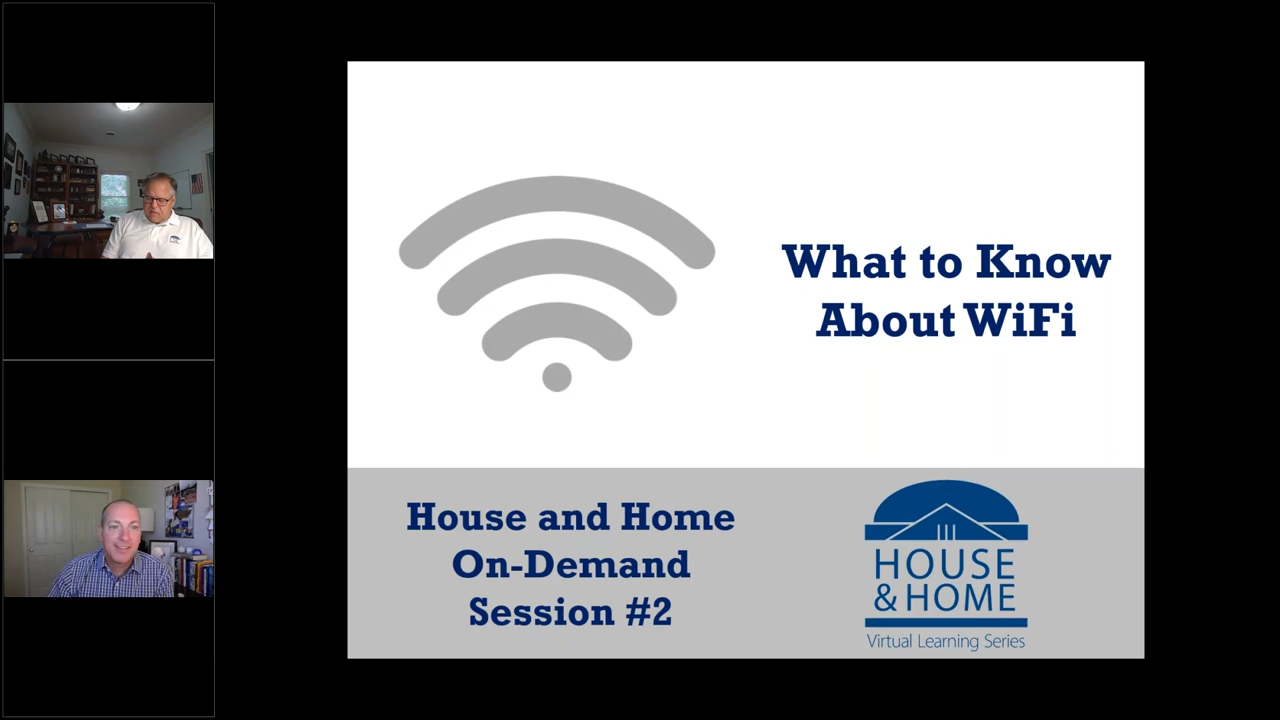 What to Know
About WiFi
House and Home
On-Demand
Session #2
HOUSE
& HOME
Virtual Learning Series